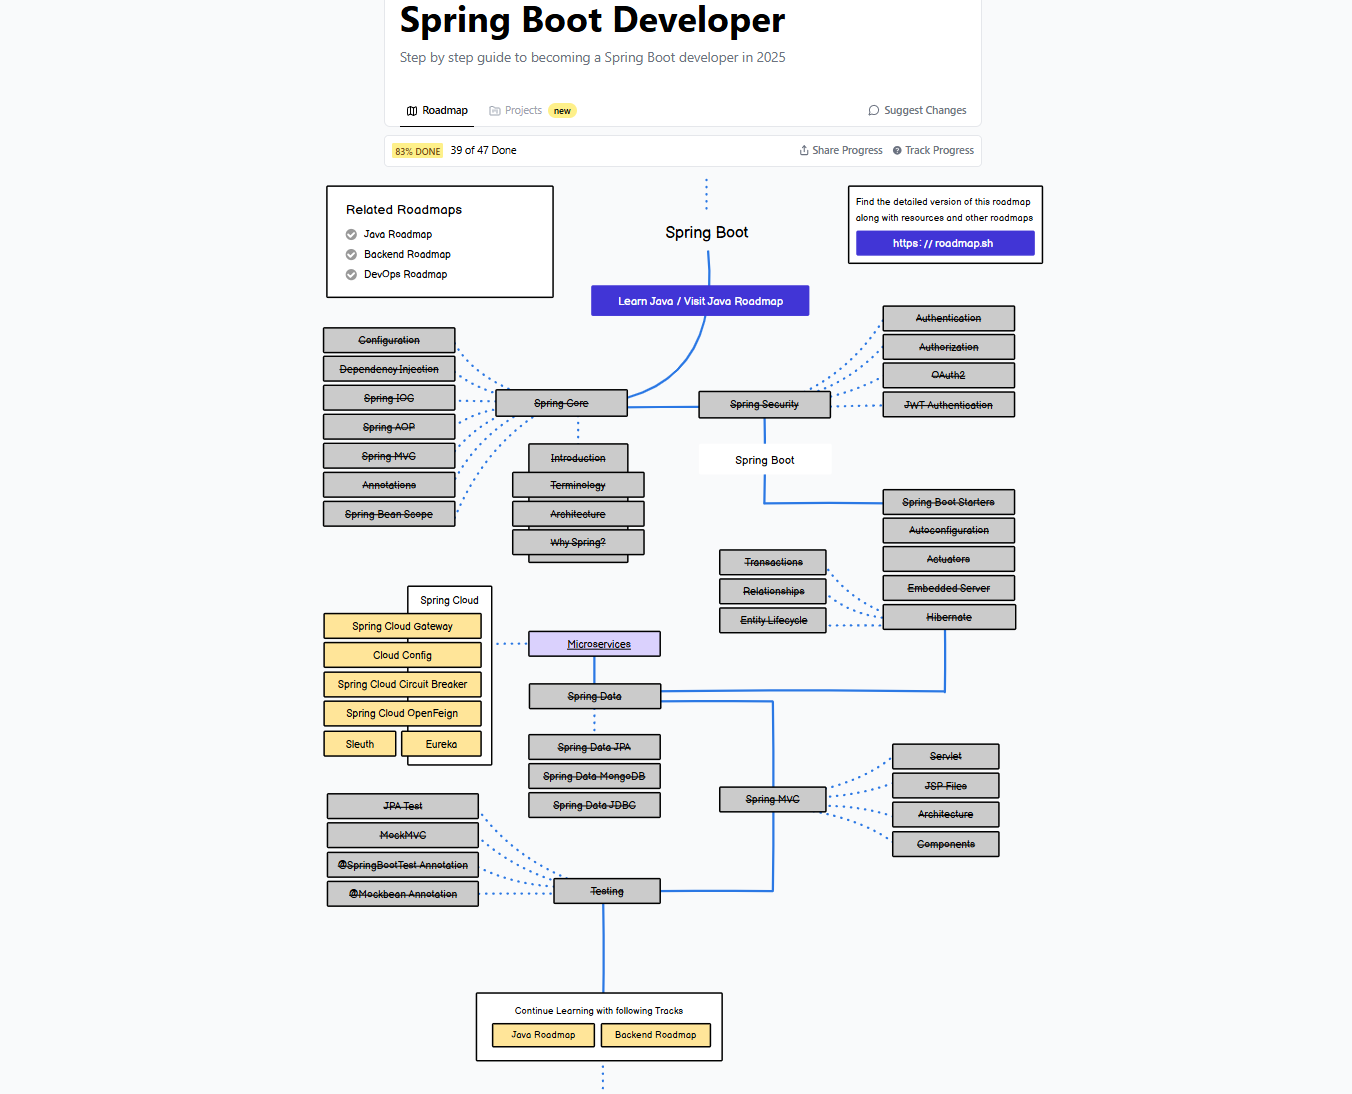 Spring Boot Developer
Step by step guide to becoming a Spring Boot developer in 2025
Roadmap
Projects
new
Suggest Changes
83% DONE
39 of 47 Done
Share Progress
Track Progress
Related Roadmaps
Java Roadmap
Backend Roadmap
DevOps Roadmap
Spring Boot
Find the detailed version of this roadmap
along with resources and other roadmaps
https://roadmap.sh
Learn Java / Visit Java Roadmap
Configuration
Dependency Injection
Spring IOC
Spring AOP
Spring MVC
Annotations
Spring Bean Scope
Spring Core
Introduction
Terminology
Architecture
Why Spring?
Spring Security
Authentication
Authorization
OAuth2
JWT Authentication
Spring Boot
Spring Boot Starters
Autoconfiguration
Actuators
Embedded Server
Hibernate
Transactions
Relationships
Entity Lifecycle
Spring Cloud
Spring Cloud Gateway
Cloud Config
Spring Cloud Circuit Breaker
Spring Cloud OpenFeign
Sleuth
Eureka
Microservices
Spring Data
Spring Data JPA
Spring Data MongoDB
Spring Data JDBC
Spring MVC
Servlet
JSP Files
Architecture
Components
JPA Test
MockMVC
@SpringBootTest Annotation
@Mockbean Annotation
Testing
Continue Learning with following Tracks
Java Roadmap
Backend Roadmap